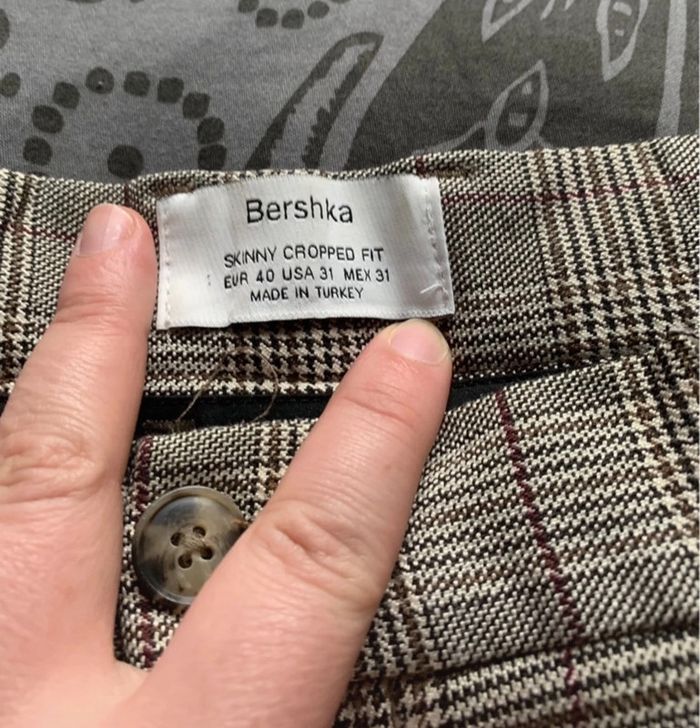 Bershka
SKINNY CROPPED FIT
EUR 40 USA 31 MEX 31
MADE IN TURKEY